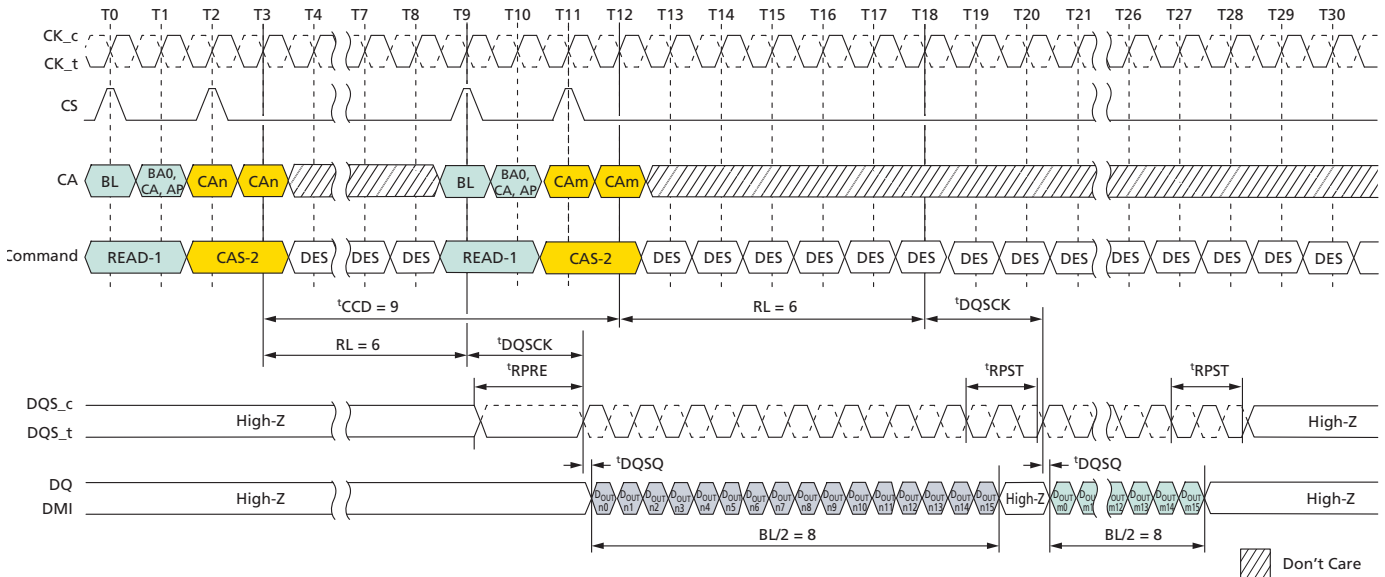 T0 T1 T2 T3 T4 T7 T8 T9 T10 T11 T12 T13 T14 T15 T16 T17 T18 T19 T20 T21 T26 T27 T28 T29 T30
CK_c
CK_t
CS
CA BL BA0, CA, AP CAn CAn BL BA0, CA, AP CAm CAm
Command READ-1 CAS-2 DES DES DES READ-1 CAS-2 DES DES DES DES DES DES DES DES DES DES DES DES DES DES
tCCD = 9 RL = 6 tDQSCK
RL = 6 tDQSCK
tRPRE tRPST tRPST
DQS_c
DQS_t High-Z High-Z
tDQSQ tDQSQ
DQ
DMI High-Z DOUT n0 DOUT n1 DOUT n2 DOUT n3 DOUT n4 DOUT n5 DOUT n6 DOUT n7 DOUT n8 DOUT n9 DOUT n10 DOUT n11 DOUT n12 DOUT n13 DOUT n14 DOUT n15 High-Z DOUT m0 DOUT m1 DOUT m12 DOUT m13 DOUT m14 DOUT m15 High-Z
BL/2 = 8 BL/2 = 8
Don't Care